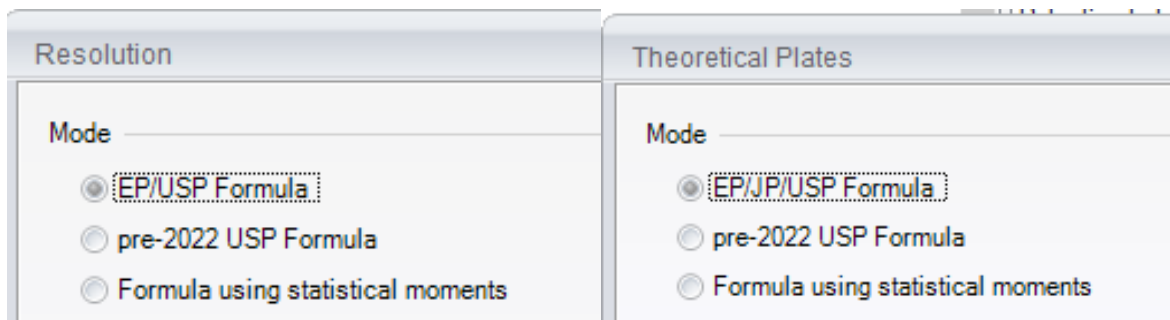 Resolution
Mode
EP/USP Formula
pre-2022 USP Formula
Formula using statistical moments
Theoretical Plates
Mode
EP/JP/USP Formula
pre-2022 USP Formula
Formula using statistical moments